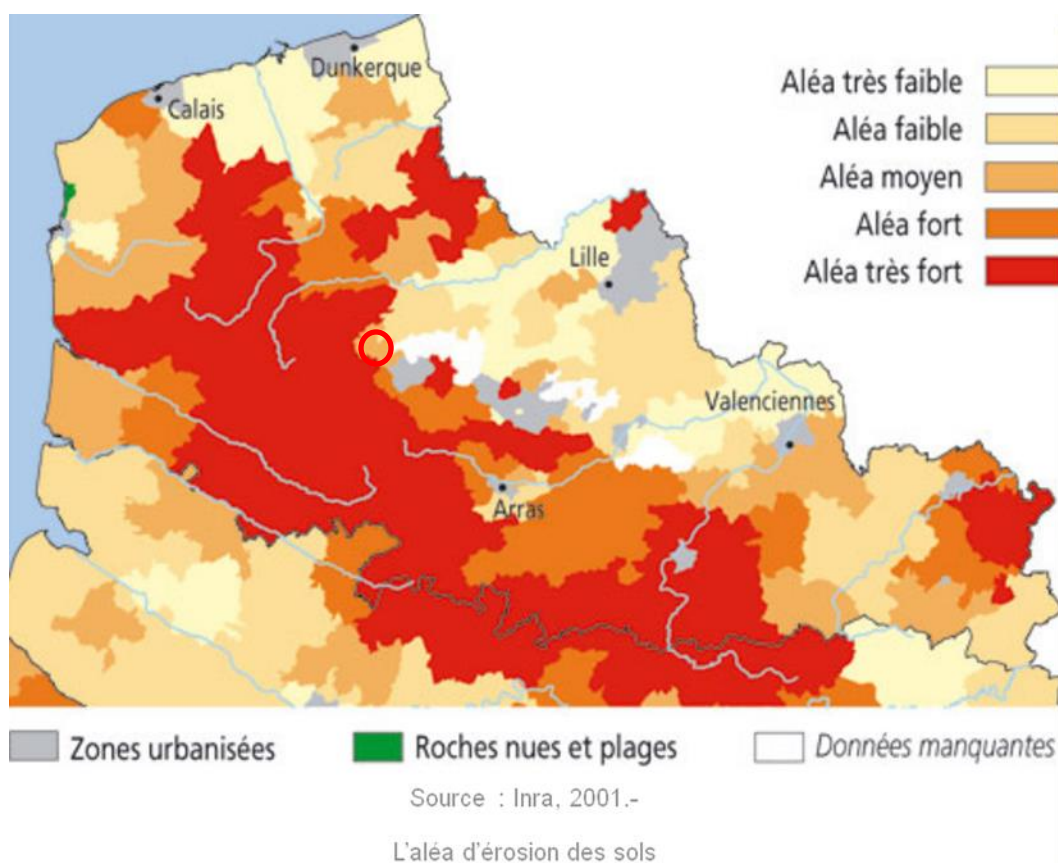 Dunkerque
Calais
Aléa très faible
Aléa faible
Aléa moyen
Aléa fort
Aléa très fort
Lille
Valenciennes
Arras
Zones urbanisées
Roches nues et plages
Données manquantes
Source : Inra, 2001.-
L'aléa d'érosion des sols